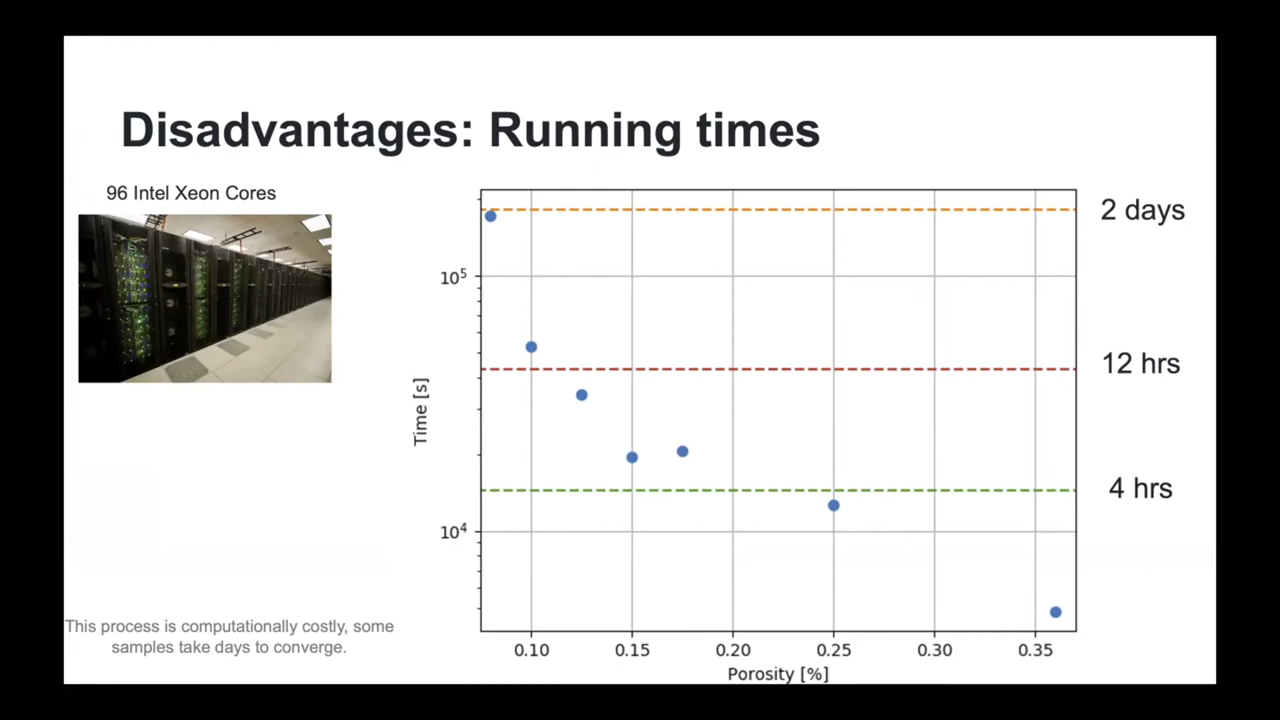 Disadvantages: Running times
96 Intel Xeon Cores
2 days
10⁵
12 hrs
Time [s]
4 hrs
10⁴
This process is computationally costly, some
samples take days to converge.
0.10 0.15 0.20 0.25 0.30 0.35
Porosity [%]